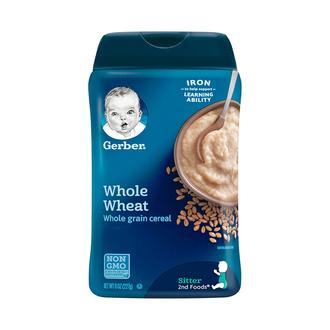 IRON
to help support
LEARNING
ABILITY
Gerber.
Whole
Wheat
Whole grain cereal
NON
GMO
Sitter
2nd Foods®
NET WT 8 OZ (227g)